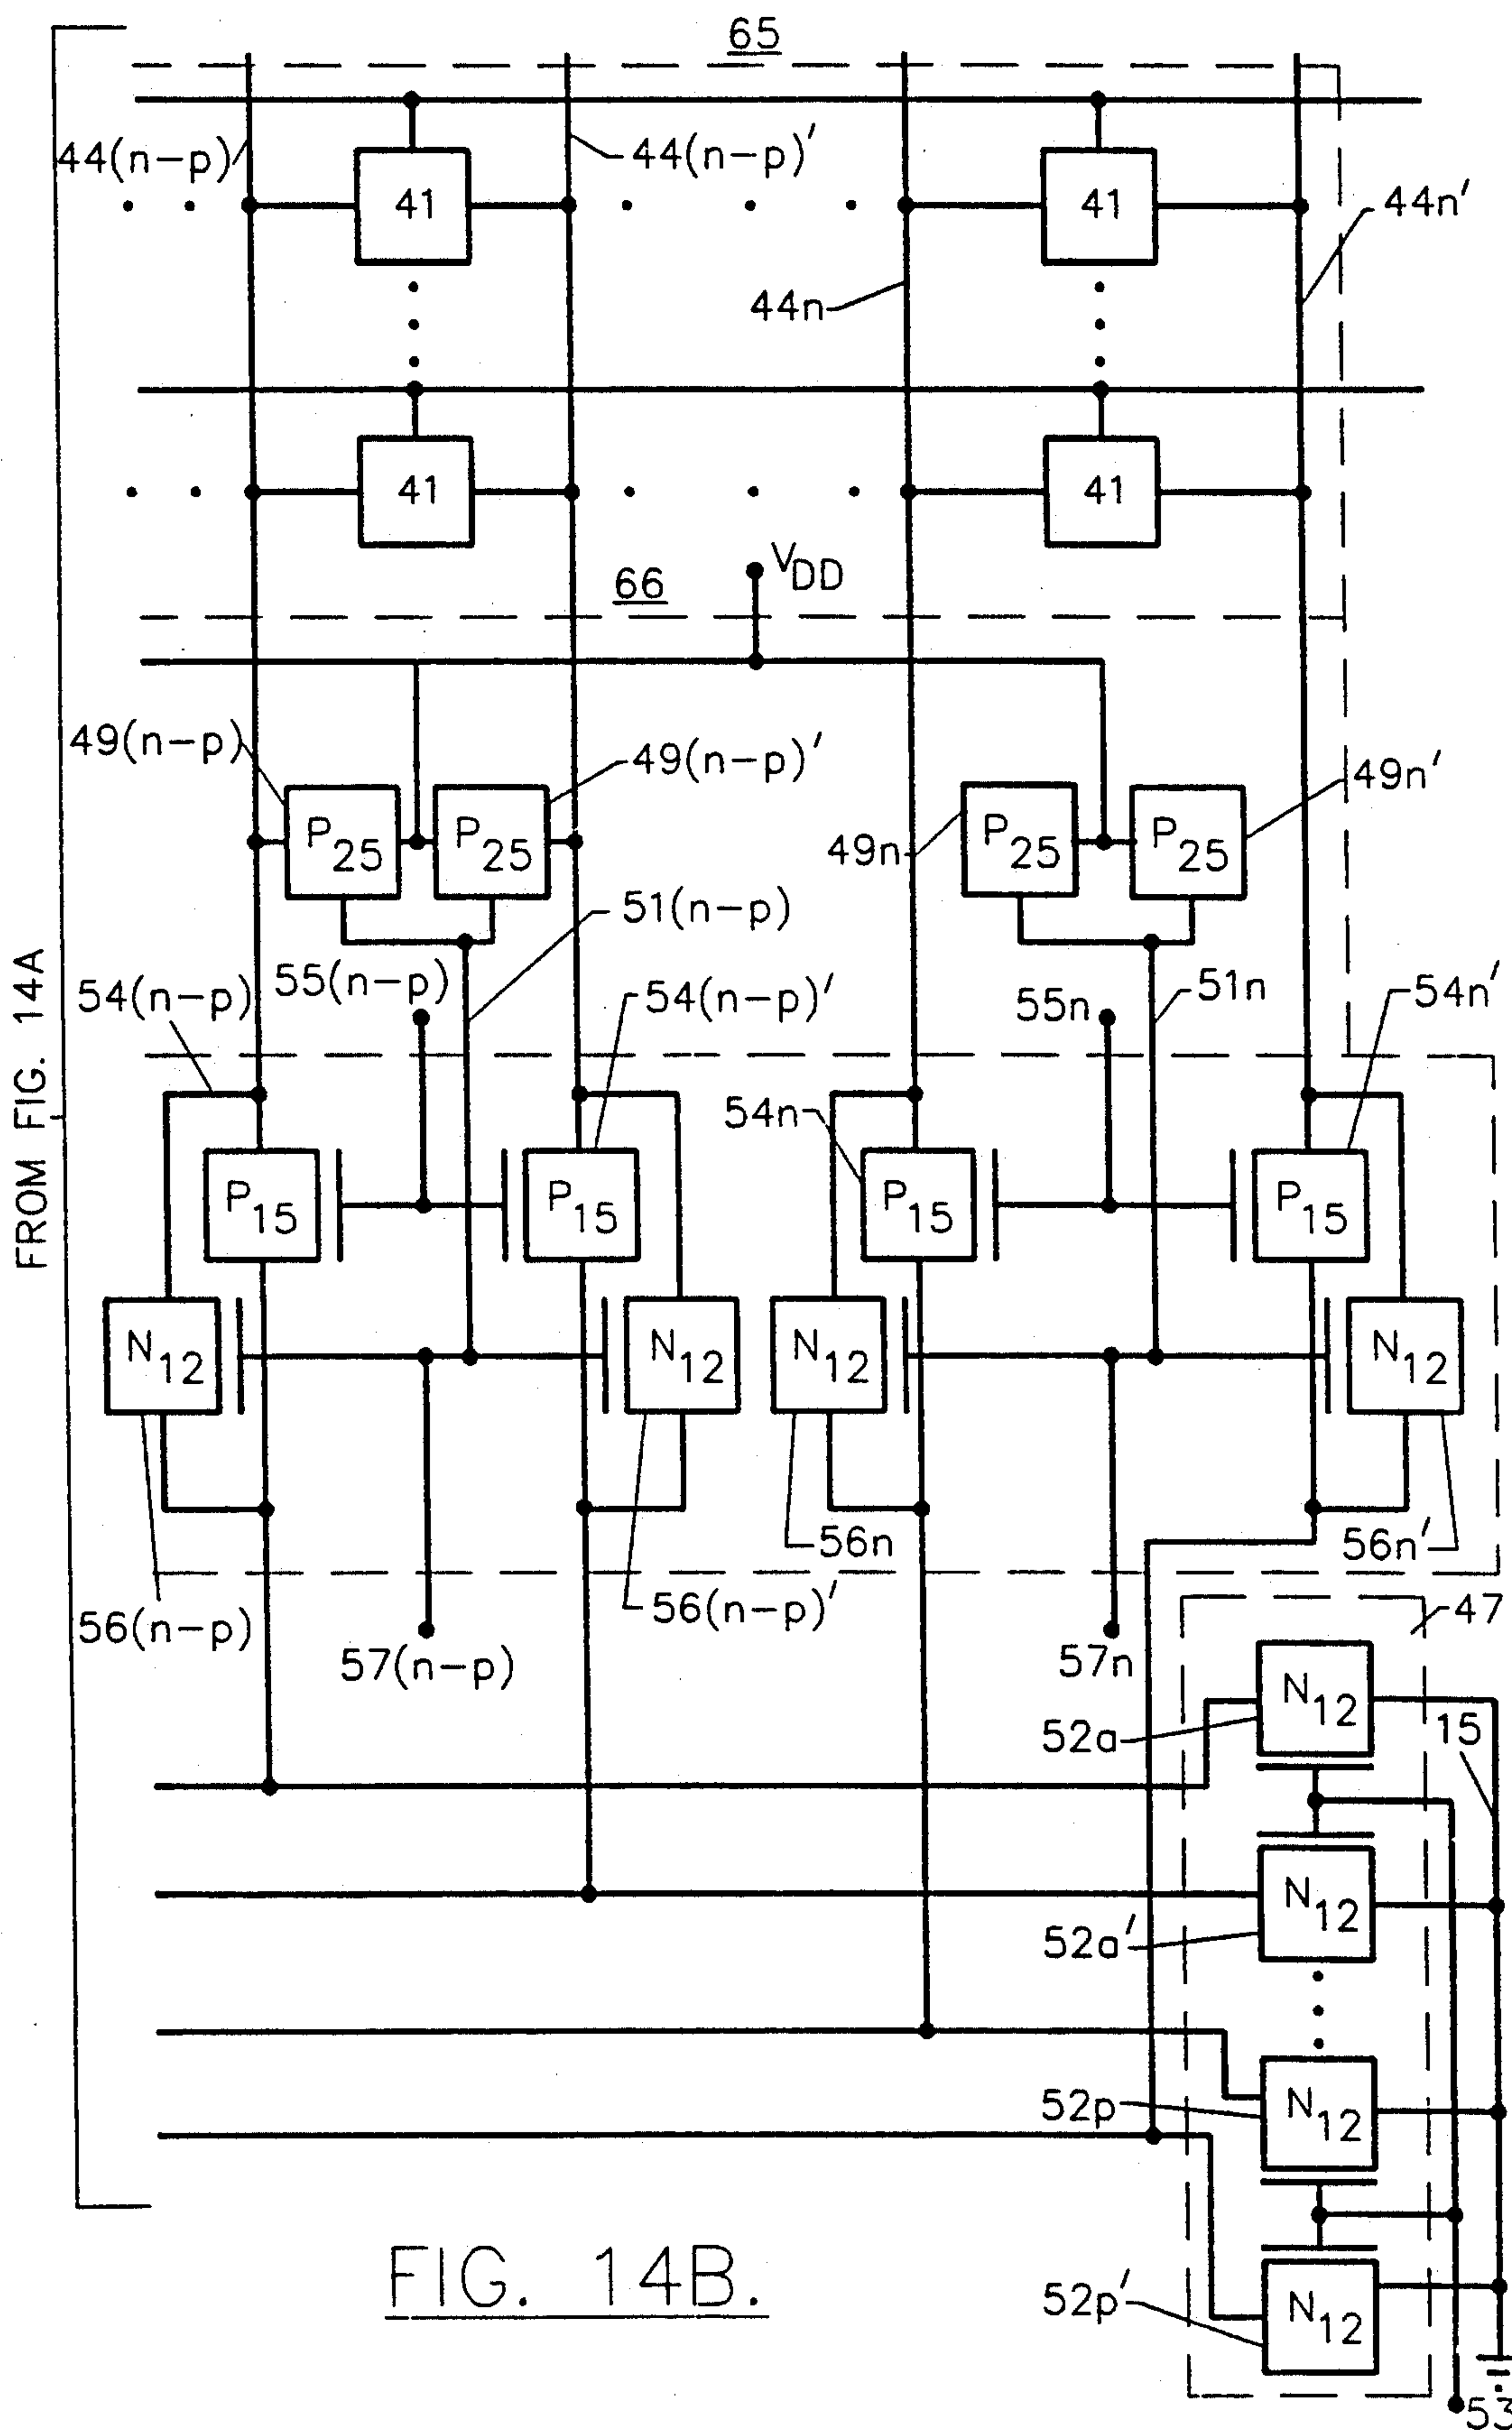 65
44(n-p)
44(n-p)'
41
41
44n'
44n
41
41
66
VDD
49(n-p)
49(n-p)'
49n'
P25
P25
49n
P25
P25
51(n-p)
55(n-p)
54(n-p)
54(n-p)'
55n
51n
54n'
FROM FIG. 14A
54n
P15
P15
P15
P15
N12
N12
N12
N12
56n
56n'
56(n-p)
56(n-p)'
57(n-p)
57n
47
N12
52a
15
N12
52a'
N12
52p
N12
52p'
53
FIG. 14B.